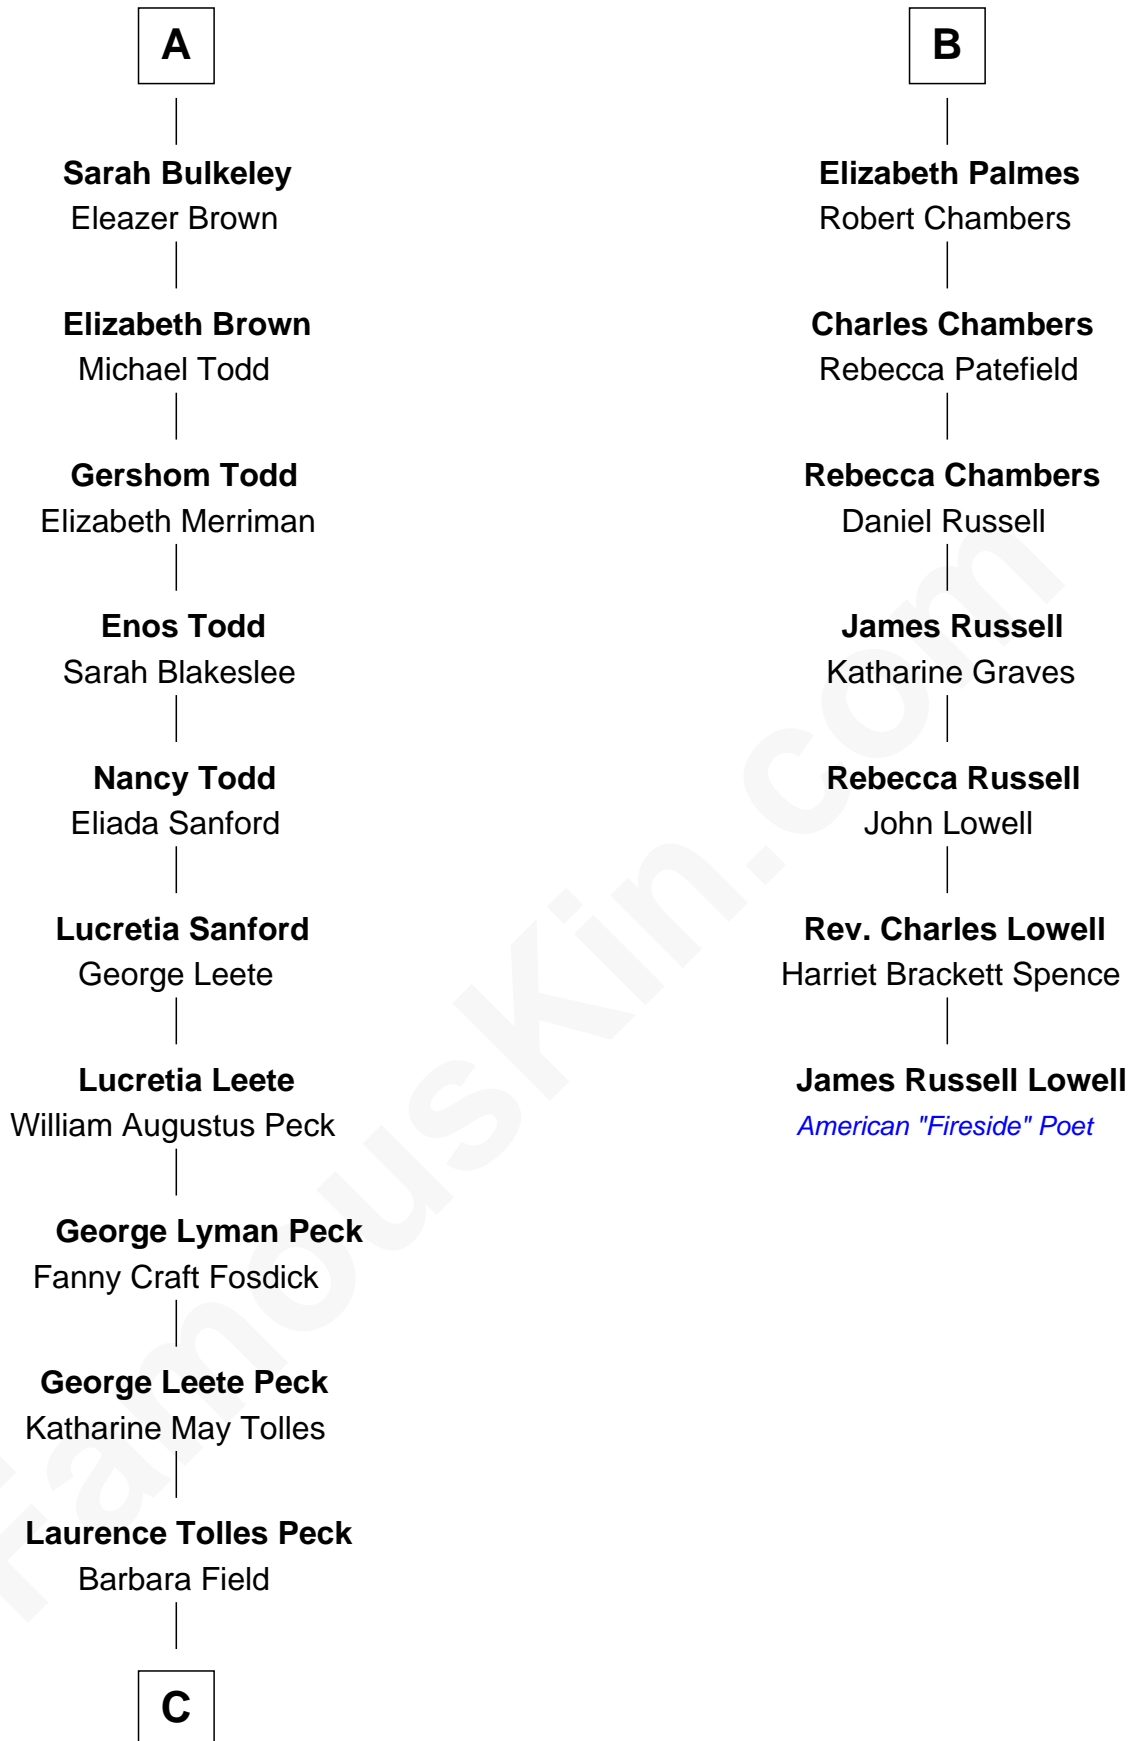 A
Sarah Bulkeley
Eleazer Brown
Elizabeth Brown
Michael Todd
Gershom Todd
Elizabeth Merriman
Enos Todd
Sarah Blakeslee
Nancy Todd
Eliada Sanford
Lucretia Sanford
George Leete
Lucretia Leete
William Augustus Peck
George Lyman Peck
Fanny Craft Fosdick
George Leete Peck
Katharine May Tolles
Laurence Tolles Peck
Barbara Field
C
B
Elizabeth Palmes
Robert Chambers
Charles Chambers
Rebecca Patefield
Rebecca Chambers
Daniel Russell
James Russell
Katharine Graves
Rebecca Russell
John Lowell
Rev. Charles Lowell
Harriet Brackett Spence
James Russell Lowell
American "Fireside" Poet
FamousKin.com